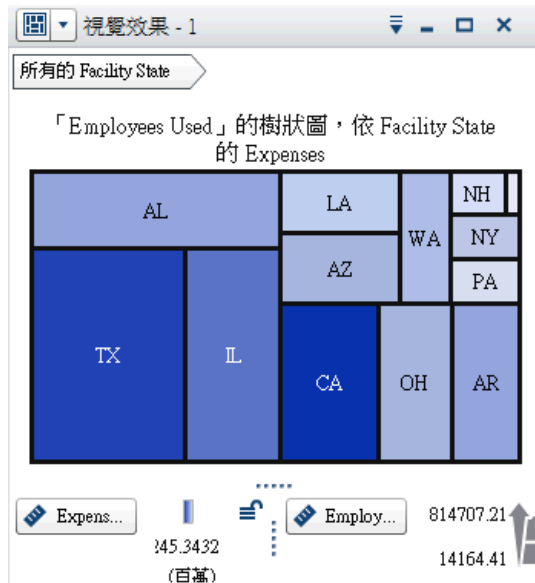 視覺效果 - 1
所有的 Facility State
「Employees Used」的樹狀圖，依 Facility State
的 Expenses
AL
LA
WA
NH
NY
AZ
PA
TX
IL
CA
OH
AR
Expens...
Employ...
814707.21
245.3432
14164.41
(百萬)